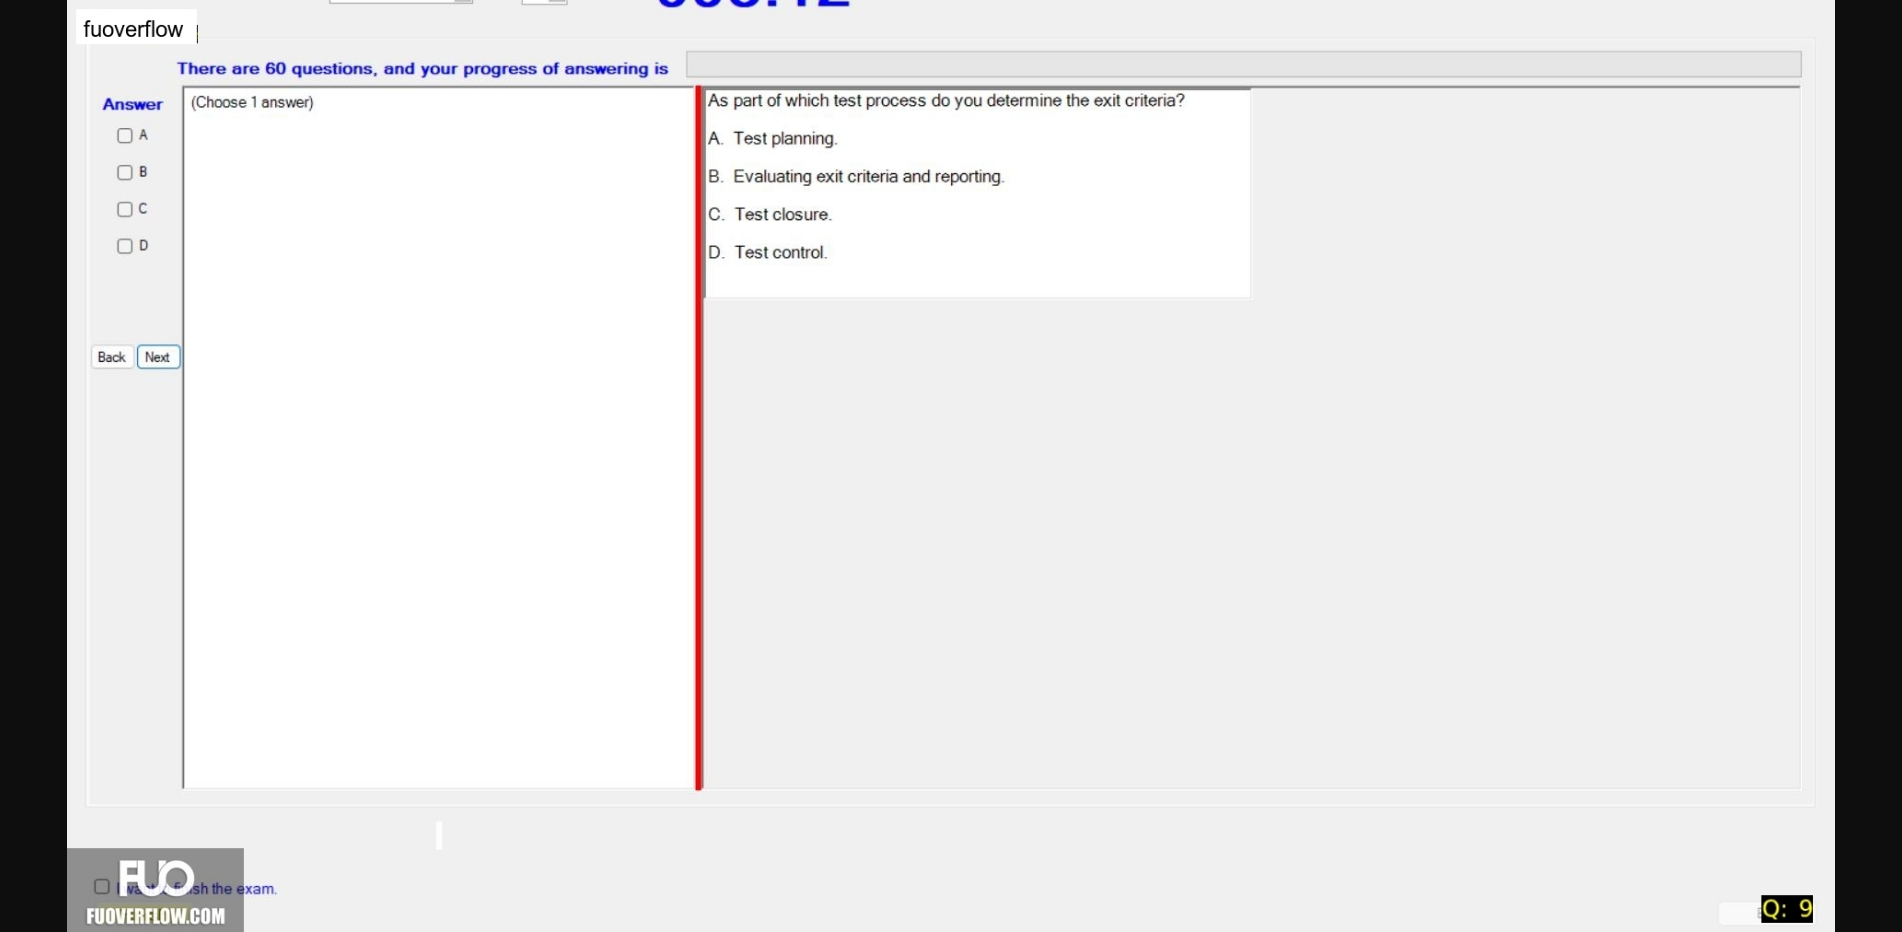 fuoverflow
There are 60 questions, and your progress of answering is
Answer
(Choose 1 answer)
A
B
C
D
Back
Next
As part of which test process do you determine the exit criteria?
A. Test planning.
B. Evaluating exit criteria and reporting.
C. Test closure.
D. Test control.
FUO
sh the exam.
FUOVERFLOW.COM
Q: 9